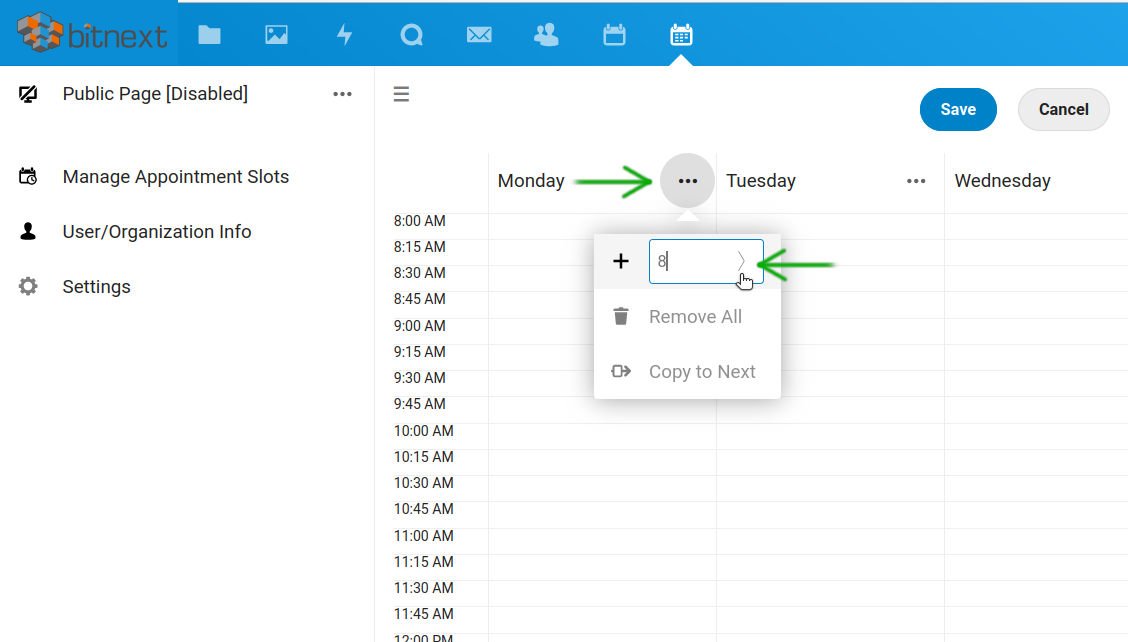 bitnext
Public Page [Disabled]
Manage Appointment Slots
User/Organization Info
Settings
Save
Cancel
Monday
Tuesday
Wednesday
8
Remove All
Copy to Next
8:00 AM
8:15 AM
8:30 AM
8:45 AM
9:00 AM
9:15 AM
9:30 AM
9:45 AM
10:00 AM
10:15 AM
10:30 AM
10:45 AM
11:00 AM
11:15 AM
11:30 AM
11:45 AM
12:00 PM